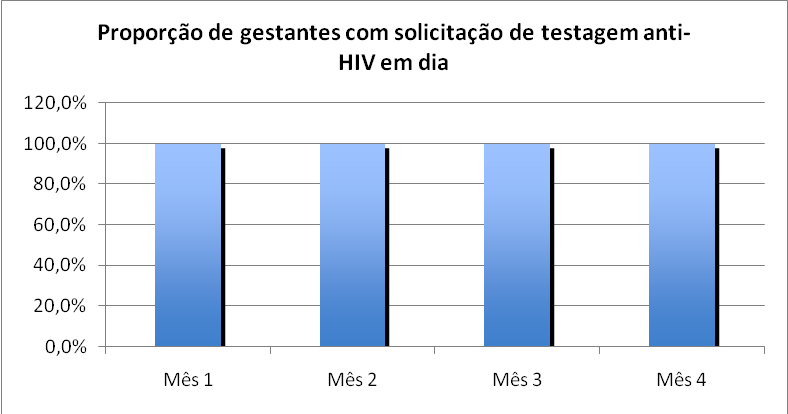 Proporção de gestantes com solicitação de testagem anti-
HIV em dia
120,0%
100,0%
80,0%
60,0%
40,0%
20,0%
0,0%
Mês 1 Mês 2 Mês 3 Mês 4